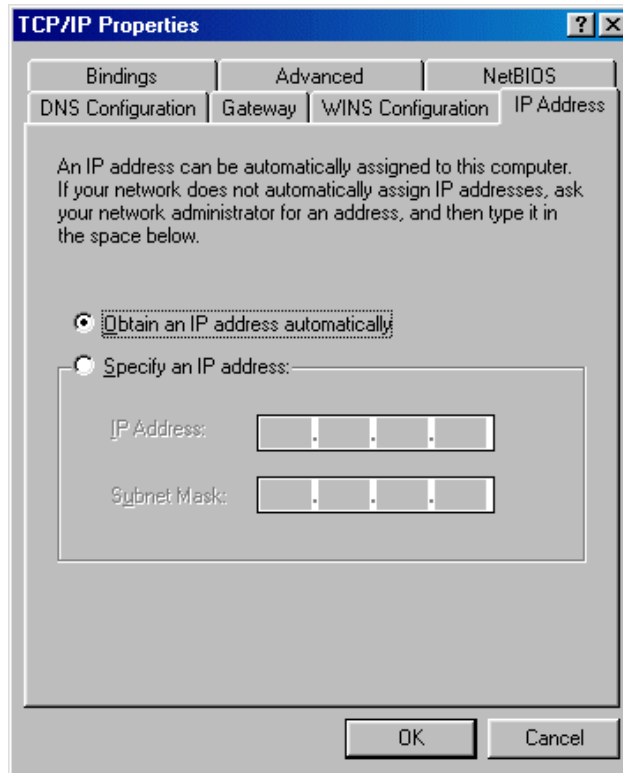 TCP/IP Properties
Bindings Advanced NetBIOS
DNS Configuration Gateway WINS Configuration IP Address
An IP address can be automatically assigned to this computer.
If your network does not automatically assign IP addresses, ask
your network administrator for an address, and then type it in
the space below.
Obtain an IP address automatically
Specify an IP address:
IP Address:
Subnet Mask:
OK Cancel